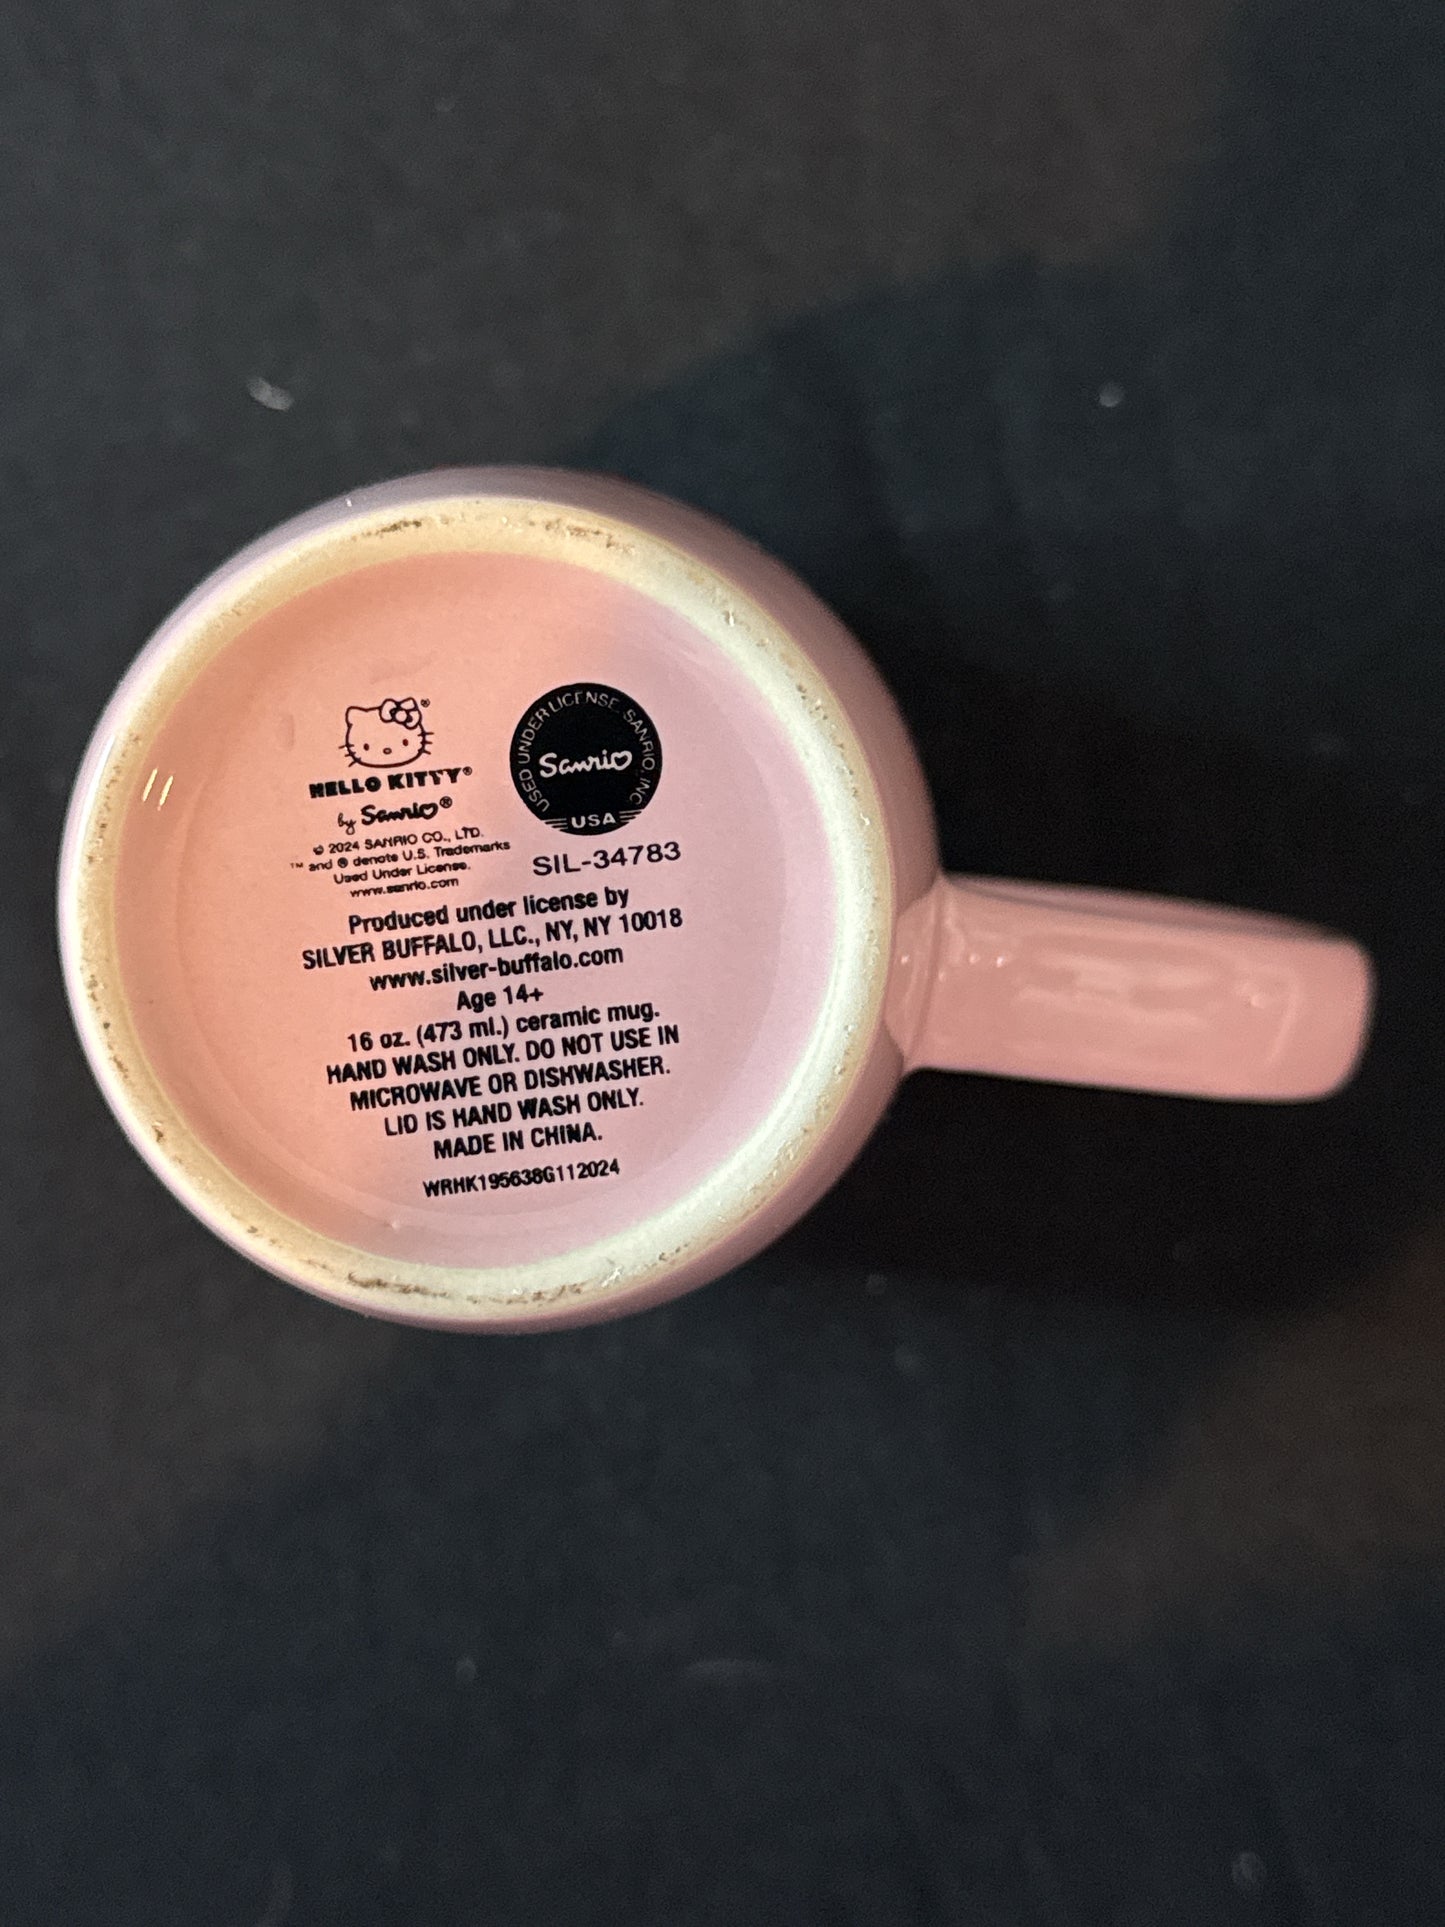 HELLO KITTY®
by Sanrio®
© 2024 SANRIO CO., LTD.
™ and ® denote U.S. Trademarks
Used Under License.
www.sanrio.com
USED UNDER LICENSE SANRIO, INC.
Sanrio
USA
SIL-34783
Produced under license by
SILVER BUFFALO, LLC., NY, NY 10018
www.silver-buffalo.com
Age 14+
16 oz. (473 ml.) ceramic mug.
HAND WASH ONLY. DO NOT USE IN
MICROWAVE OR DISHWASHER.
LID IS HAND WASH ONLY.
MADE IN CHINA.
WRHK195638G112024